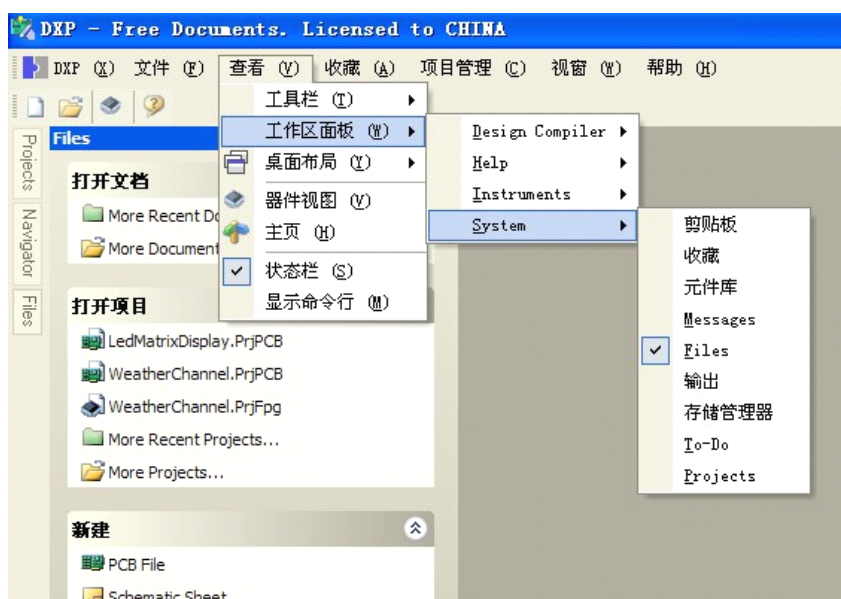 DXP - Free Documents. Licensed to CHINA
DXP (X) 文件 (F) 查看 (V) 收藏 (A) 项目管理 (C) 视窗 (W) 帮助 (H)
Projects
Navigator
Files
Files
打开文档
More Recent Do
More Document
打开项目
LedMatrixDisplay.PrjPCB
WeatherChannel.PrjPCB
WeatherChannel.PrjFpg
More Recent Projects...
More Projects...
新建
PCB File
Schematic Sheet
工具栏 (T)
工作区面板 (W)
桌面布局 (Y)
器件视图 (V)
主页 (H)
状态栏 (S)
显示命令行 (M)
Design Compiler
Help
Instruments
System
剪贴板
收藏
元件库
Messages
Files
输出
存储管理器
To-Do
Projects